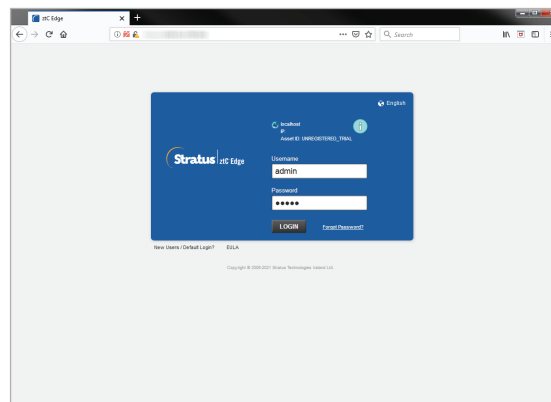 ztC Edge
Search
English
localhost
IP:
Asset ID: UNREGISTERED_TRIAL
Stratus ztC Edge
Username
admin
Password
LOGIN
Forgot Password?
New Users / Default Login?
EULA
Copyright © 2000-2021 Stratus Technologies Ireland Ltd.